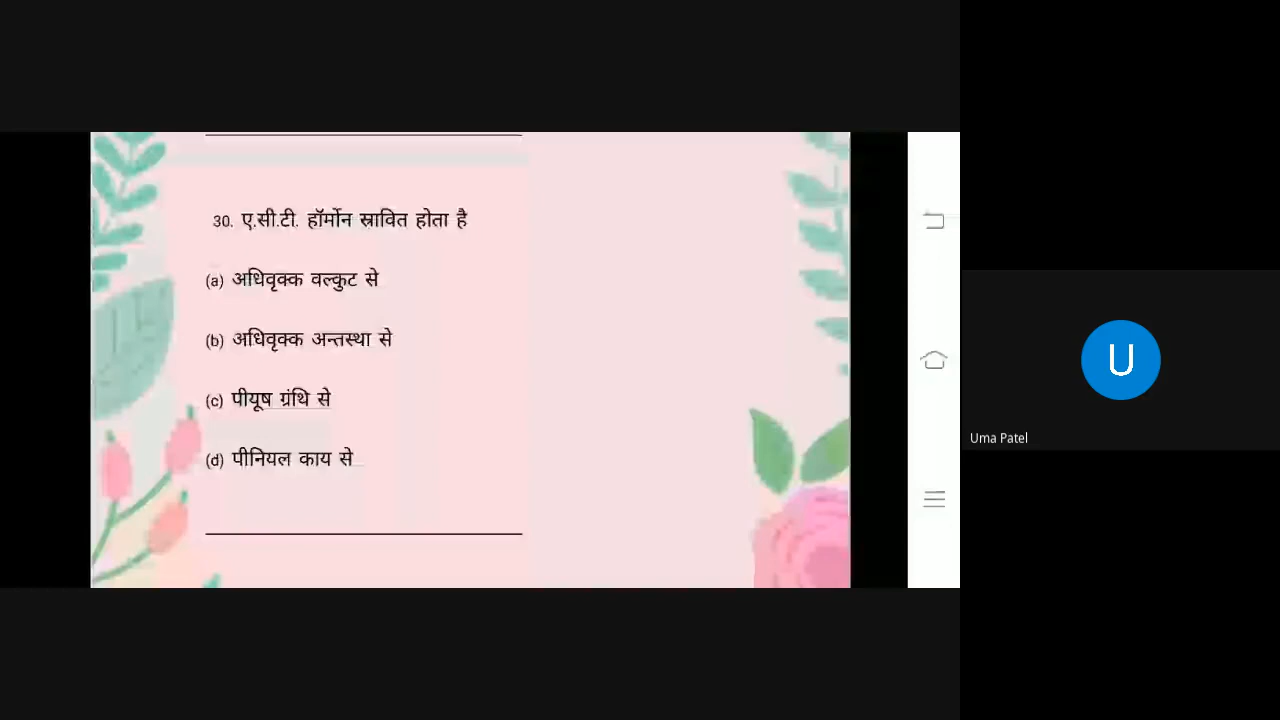 30. ए.सी.टी. हॉर्मोन स्रावित होता है
(a) अधिवृक्क वल्कुट से
(b) अधिवृक्क अन्तस्था से
(c) पीयूष ग्रंथि से
(d) पीनियल काय से
U
Uma Patel